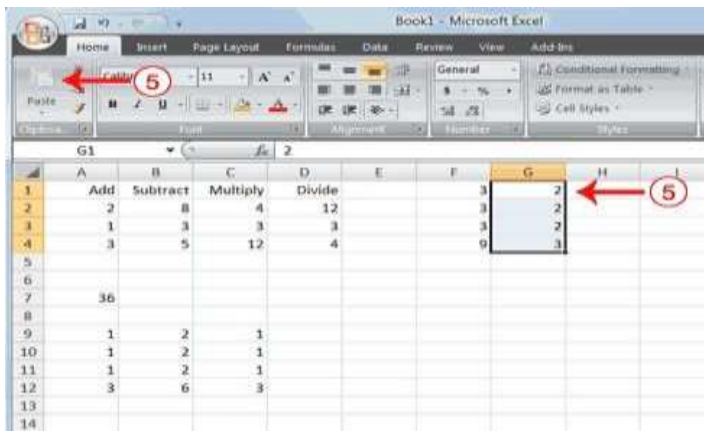 Book1 - Microsoft Excel
Home Insert Page Layout Formulas Data Review View Add-Ins
11 A A General Conditional Formatting
5
Paste B I U A $ % , Format as Table
Cell Styles
Font Alignment Number Styles
G1 fx 2
A B C D E F G H I
1 Add Subtract Multiply Divide 3 2 5
2 2 8 4 12 3 2
3 1 3 3 3 3 2
4 3 5 12 4 9 3
5
6
7 36
8
9 1 2 1
10 1 2 1
11 1 2 1
12 3 6 3
13
14